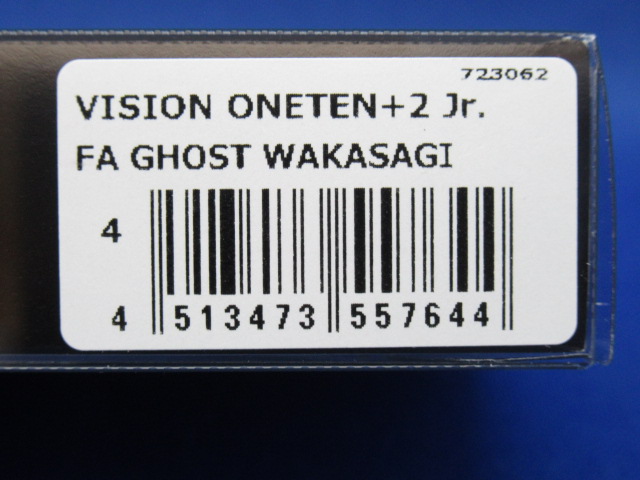 723062
VISION ONETEN+2 Jr.
FA GHOST WAKASAGI
4
4 513473 557644